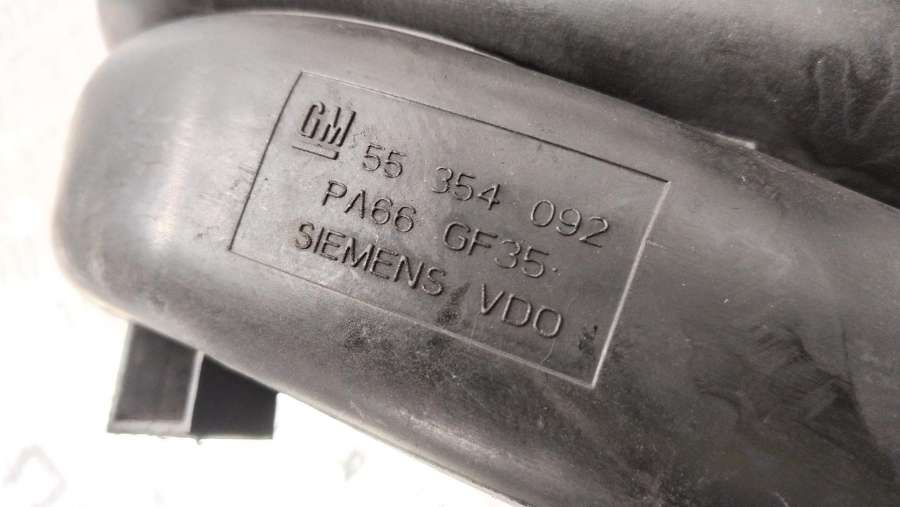 GM 55 354 092
PA66 GF35
SIEMENS VDO